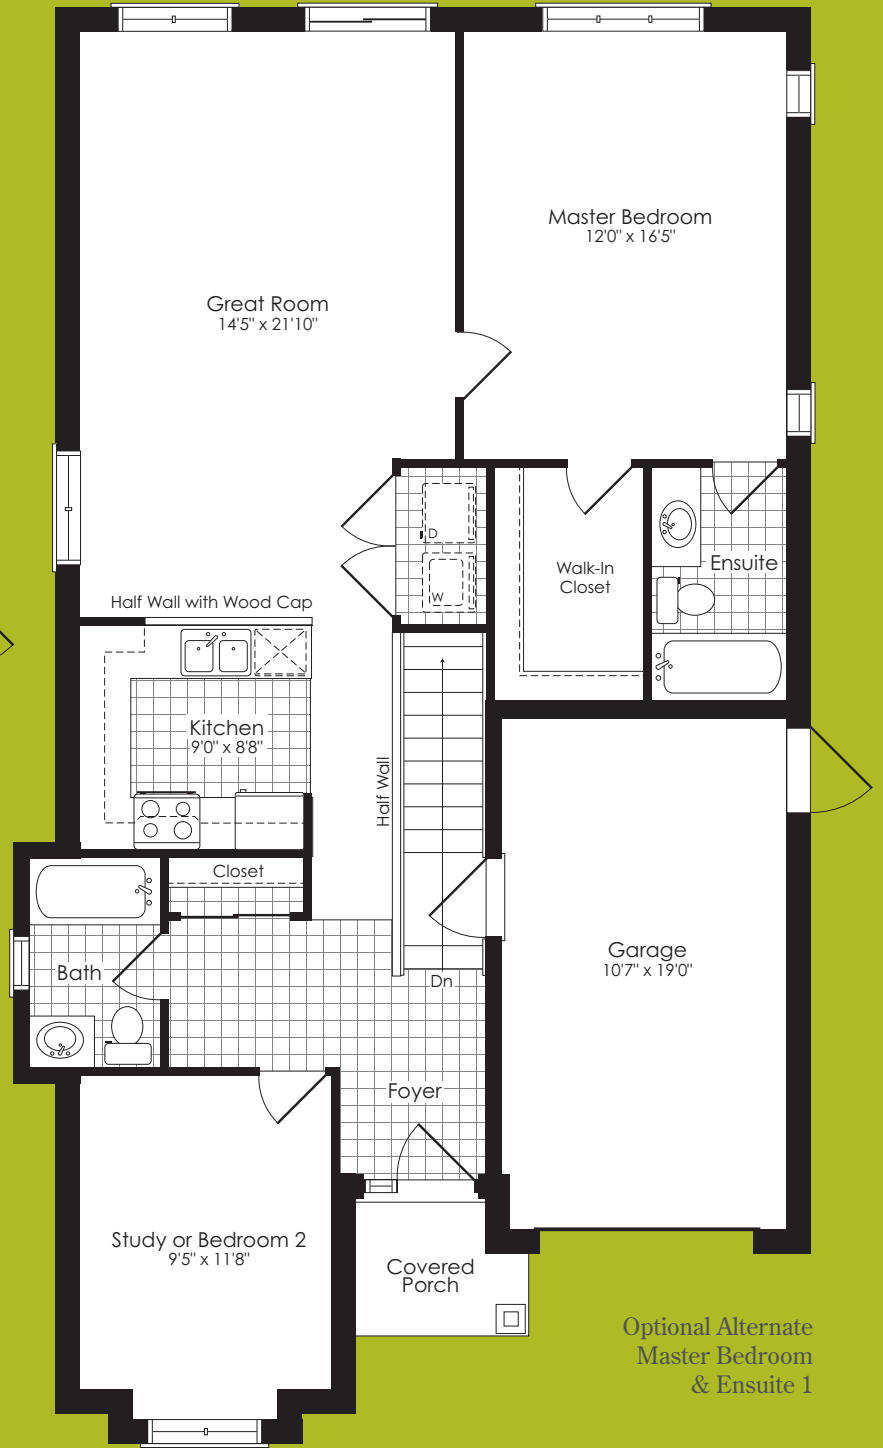 Master Bedroom
12'0" x 16'5"
Great Room
14'5" x 21'10"
D
W
Walk-In
Closet
Ensuite
Half Wall with Wood Cap
Kitchen
9'0" x 8'8"
Half Wall
Closet
Bath
Dn
Garage
10'7" x 19'0"
Foyer
Study or Bedroom 2
9'5" x 11'8"
Covered
Porch
Optional Alternate
Master Bedroom
& Ensuite 1